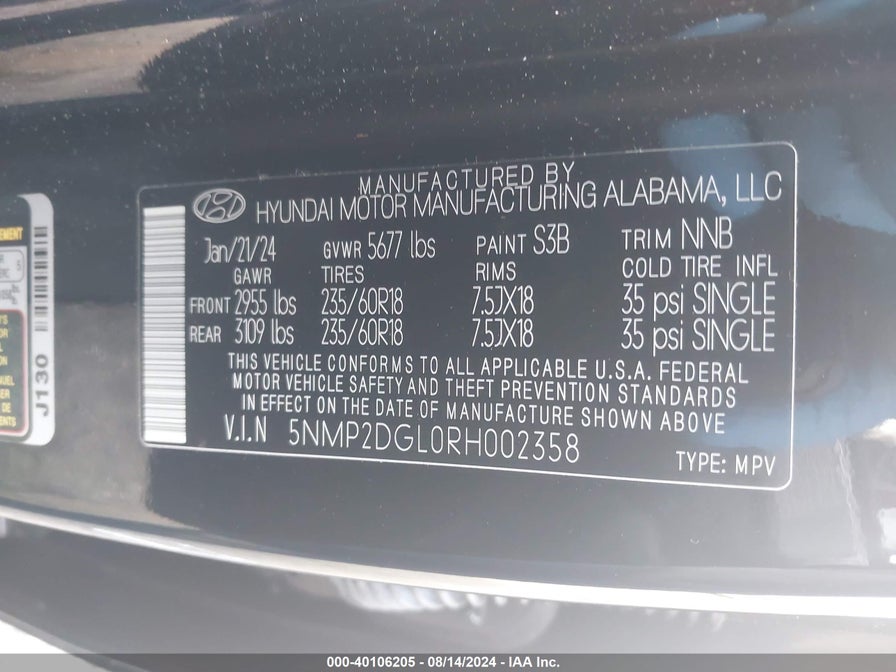 MANUFACTURED BY
HYUNDAI MOTOR MANUFACTURING ALABAMA, LLC
Jan/21/24 GVWR 5677 lbs PAINT S3B TRIM NNB
GAWR TIRES RIMS COLD TIRE INFL
FRONT 2955 lbs 235/60R18 7.5JX18 35 psi SINGLE
REAR 3109 lbs 235/60R18 7.5JX18 35 psi SINGLE
THIS VEHICLE CONFORMS TO ALL APPLICABLE U.S.A. FEDERAL
MOTOR VEHICLE SAFETY AND THEFT PREVENTION STANDARDS
IN EFFECT ON THE DATE OF MANUFACTURE SHOWN ABOVE
V.I.N 5NMP2DGL0RH002358
TYPE: MPV
J130
000-40106205 - 08/14/2024 - IAA Inc.